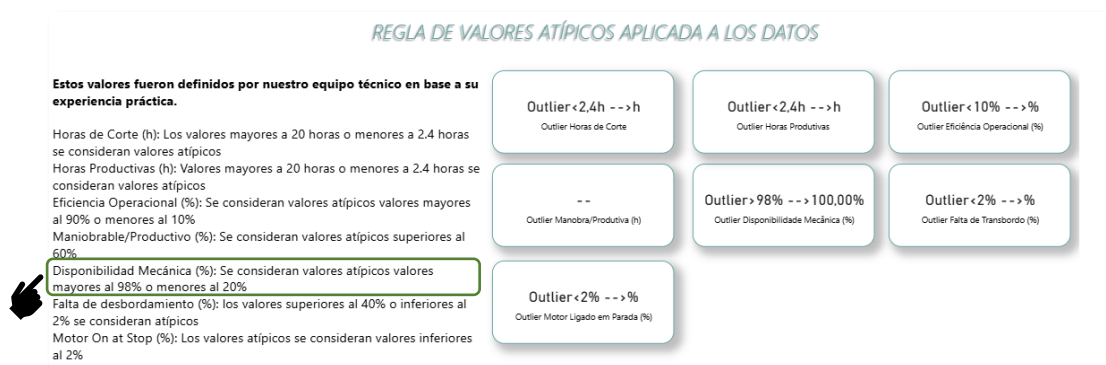 REGLA DE VALORES ATÍPICOS APLICADA A LOS DATOS
Estos valores fueron definidos por nuestro equipo técnico en base a su
experiencia práctica.
Horas de Corte (h): Los valores mayores a 20 horas o menores a 2.4 horas
se consideran valores atípicos
Horas Productivas (h): Valores mayores a 20 horas o menores a 2.4 horas se
consideran valores atípicos
Eficiencia Operacional (%): Se consideran valores atípicos valores mayores
al 90% o menores al 10%
Maniobrable/Productivo (%): Se consideran valores atípicos superiores al
60%
Disponibilidad Mecánica (%): Se consideran valores atípicos valores
mayores al 98% o menores al 20%
Falta de desbordamiento (%): los valores superiores al 40% o inferiores al
2% se consideran atípicos
Motor On at Stop (%): Los valores atípicos se consideran valores inferiores
al 2%
Outlier<2,4h -->h
Outlier Horas de Corte
Outlier<2,4h -->h
Outlier Horas Produtivas
Outlier<10% -->%
Outlier Eficiência Operacional (%)
--
Outlier Manobra/Produtiva (h)
Outlier>98% -->100,00%
Outlier Disponibilidade Mecânica (%)
Outlier<2% -->%
Outlier Falta de Transbordo (%)
Outlier<2% -->%
Outlier Motor Ligado em Parada (%)